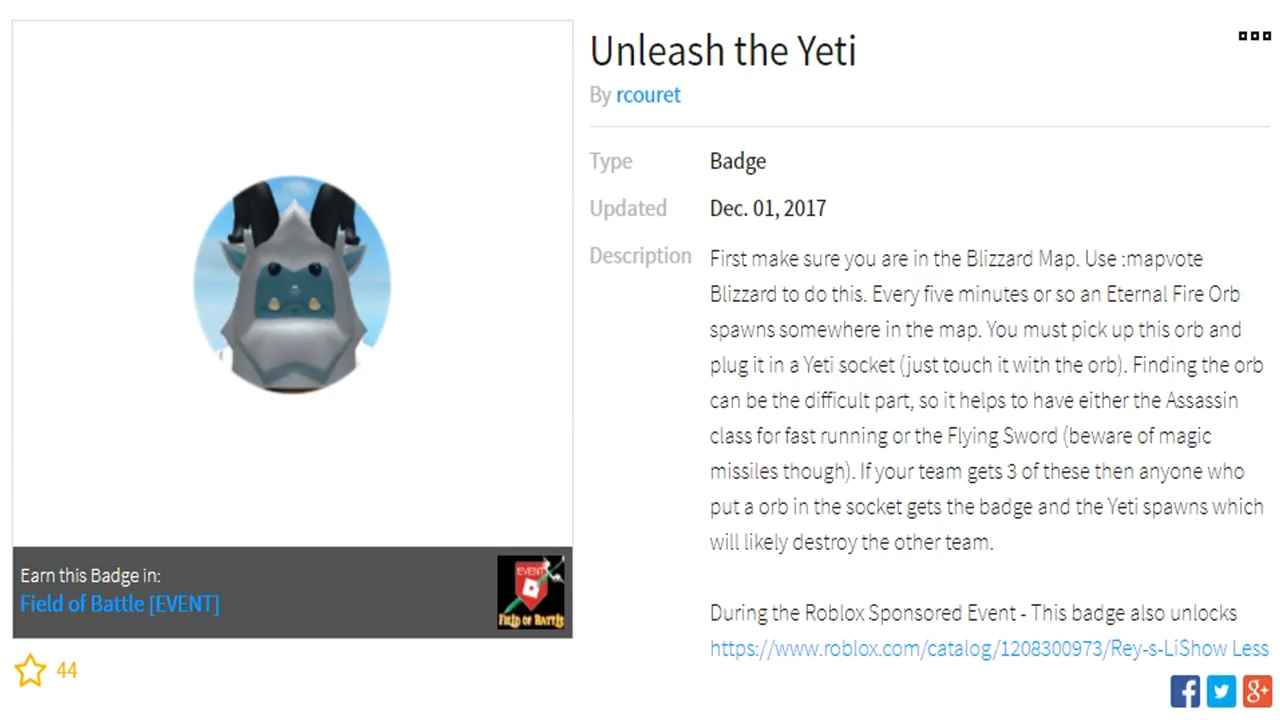 Unleash the Yeti
By rcouret
Type Badge
Updated Dec. 01, 2017
Description First make sure you are in the Blizzard Map. Use :mapvote
Blizzard to do this. Every five minutes or so an Eternal Fire Orb
spawns somewhere in the map. You must pick up this orb and
plug it in a Yeti socket (just touch it with the orb). Finding the orb
can be the difficult part, so it helps to have either the Assassin
class for fast running or the Flying Sword (beware of magic
missiles though). If your team gets 3 of these then anyone who
put a orb in the socket gets the badge and the Yeti spawns which
will likely destroy the other team.
During the Roblox Sponsored Event - This badge also unlocks
https://www.roblox.com/catalog/1208300973/Rey-s-LiShow Less
Earn this Badge in:
Field of Battle [EVENT]
EVENT
FIELD OF BATTLE
44
f
g+